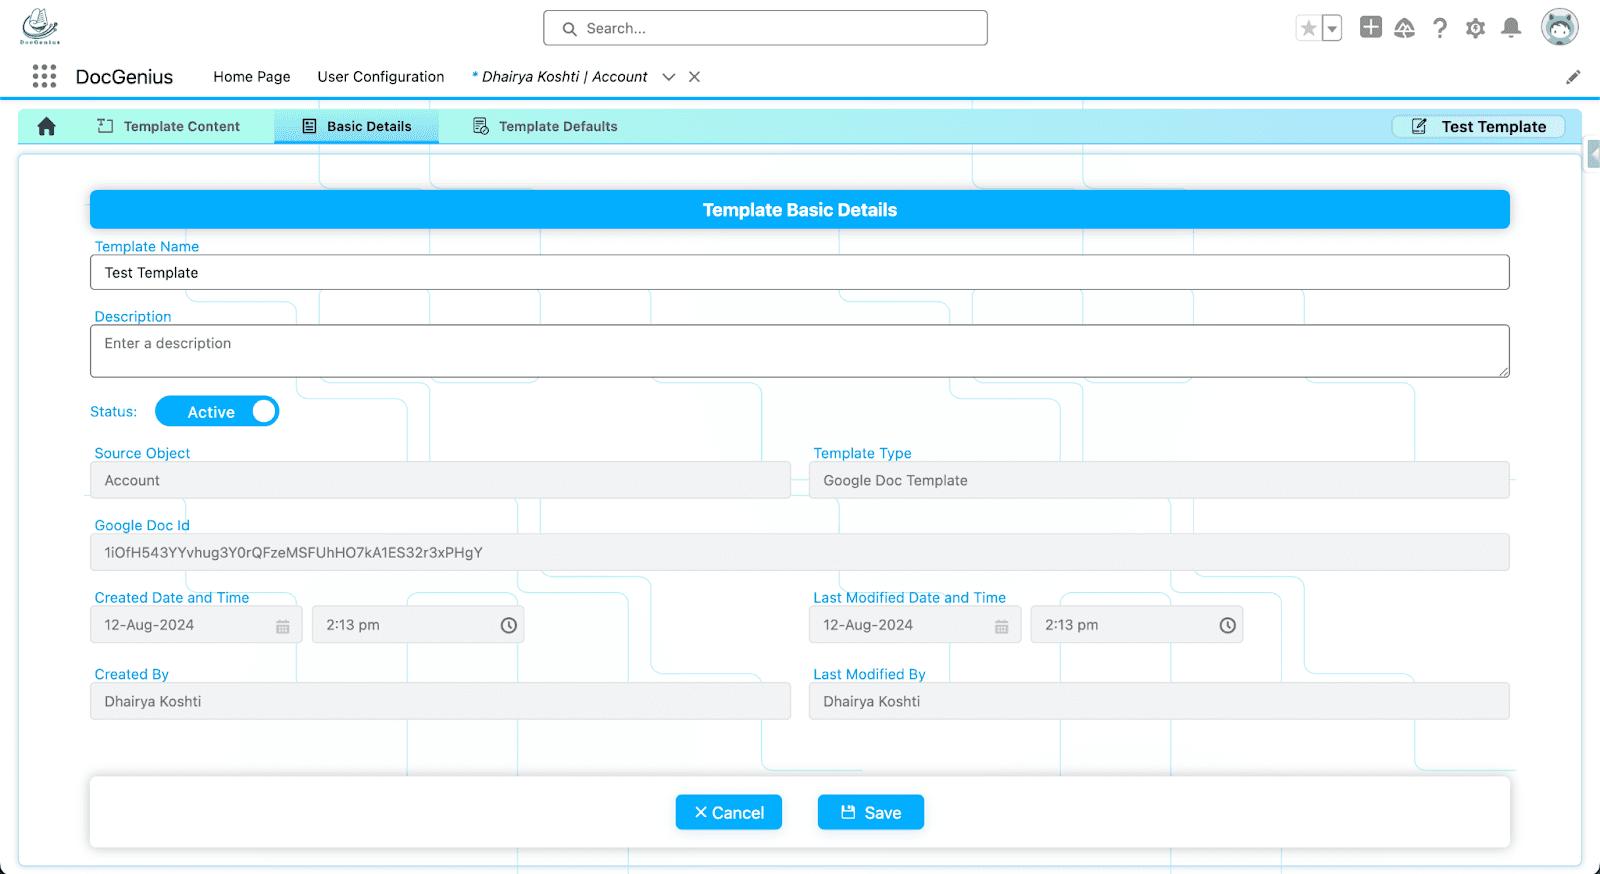 DocGenius
Search...
DocGenius
Home Page
User Configuration
* Dhairya Koshti | Account
Template Content
Basic Details
Template Defaults
Test Template
Template Basic Details
Template Name
Test Template
Description
Enter a description
Status:
Active
Source Object
Template Type
Account
Google Doc Template
Google Doc Id
1iOfH543YYvhug3Y0rQFzeMSFUhHO7kA1ES32r3xPHgY
Created Date and Time
Last Modified Date and Time
12-Aug-2024
2:13 pm
12-Aug-2024
2:13 pm
Created By
Last Modified By
Dhairya Koshti
Dhairya Koshti
Cancel
Save